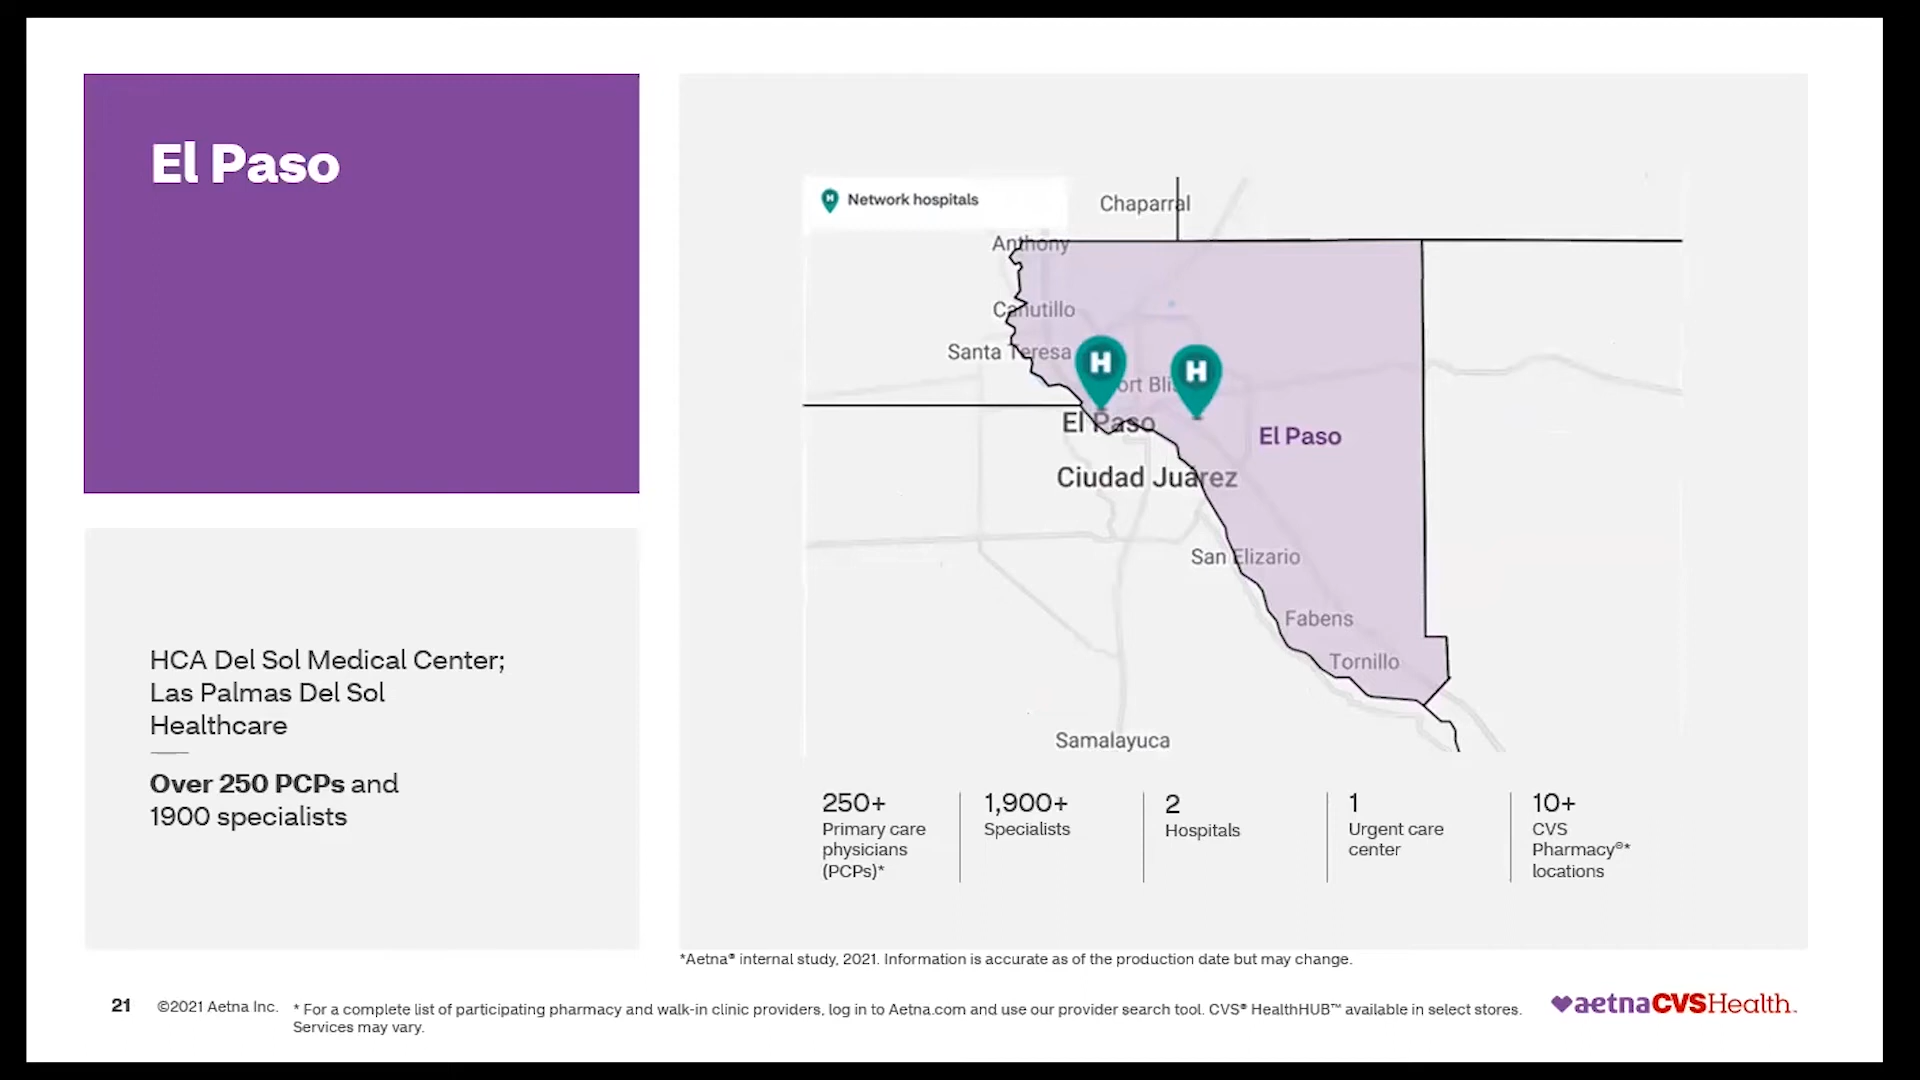 El Paso
HCA Del Sol Medical Center;
Las Palmas Del Sol
Healthcare
Over 250 PCPs and
1900 specialists
H Network hospitals
Chaparral
Anthony
Canutillo
Santa Teresa
H
H
El Paso
El Paso
Ciudad Juárez
San Elizario
Fabens
Tornillo
Samalayuca
250+
Primary care
physicians
(PCPs)*
1,900+
Specialists
2
Hospitals
1
Urgent care
center
10+
CVS
Pharmacy®*
locations
*Aetna® internal study, 2021. Information is accurate as of the production date but may change.
21 ©2021 Aetna Inc. * For a complete list of participating pharmacy and walk-in clinic providers, log in to Aetna.com and use our provider search tool. CVS® HealthHUB™ available in select stores.
Services may vary.
aetna CVSHealth.